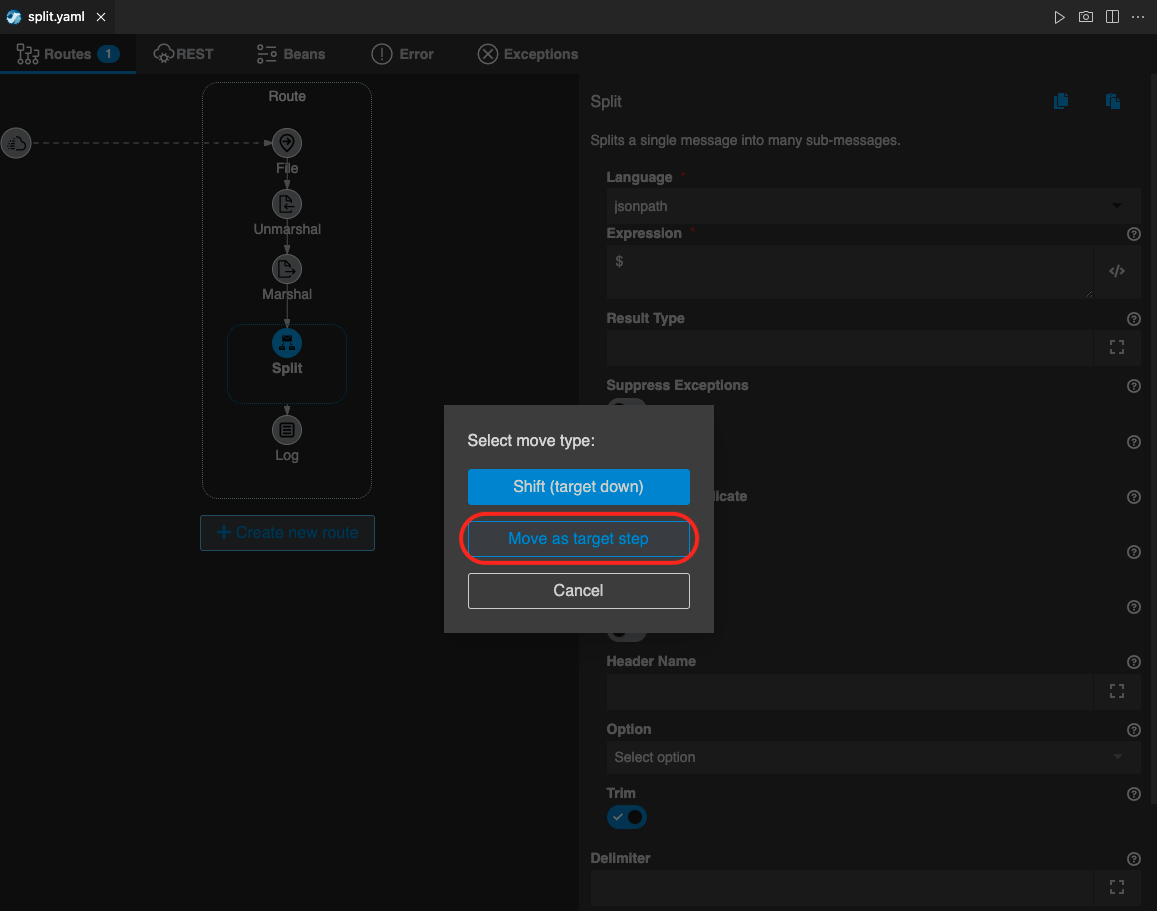 split.yaml
Routes 1 REST Beans Error Exceptions
Route
File
Unmarshal
Marshal
Split
Log
Create new route
Split
Splits a single message into many sub-messages.
Language *
jsonpath
Expression *
$
Result Type
Suppress Exceptions
Select move type:
Shift (target down)
Move as target step
Cancel
Header Name
Option
Select option
Trim
Delimiter